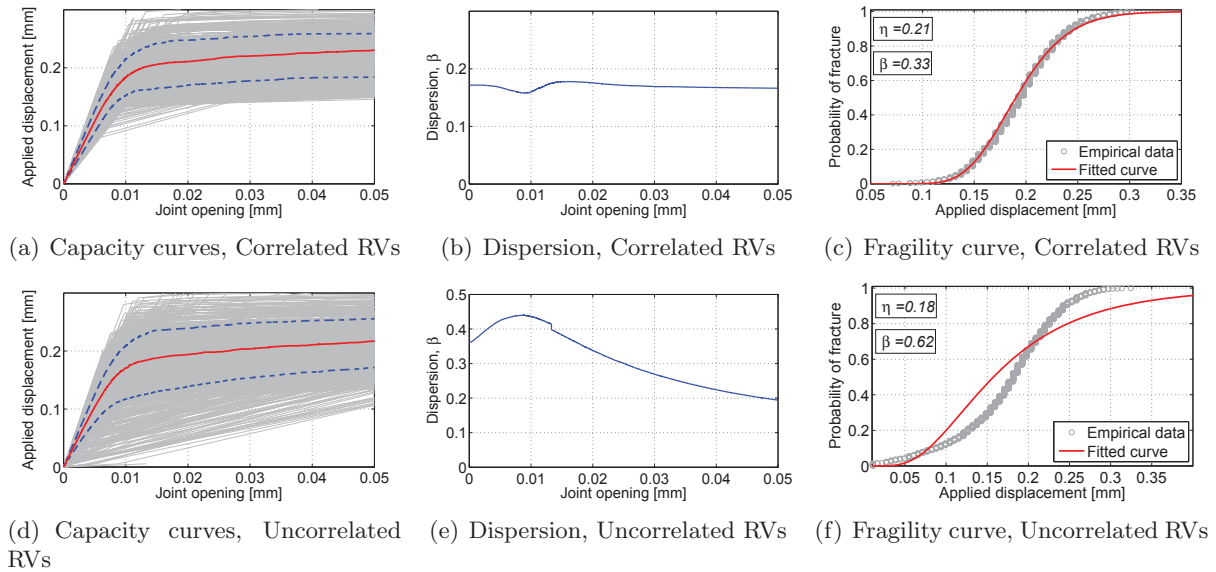 Applied displacement [mm]
0.2
0.1
0
0 0.01 0.02 0.03 0.04 0.05
Joint opening [mm]
(a) Capacity curves, Correlated RVs
Dispersion, β
0.2
0.1
0
0 0.01 0.02 0.03 0.04 0.05
Joint opening [mm]
(b) Dispersion, Correlated RVs
Probability of fracture
1
0.8
0.6
0.4
0.2
0
0.05 0.1 0.15 0.2 0.25 0.3 0.35
Applied displacement [mm]
η =0.21
β =0.33
Empirical data
Fitted curve
(c) Fragility curve, Correlated RVs
Applied displacement [mm]
0.2
0.1
0
0 0.01 0.02 0.03 0.04 0.05
Joint opening [mm]
(d) Capacity curves, Uncorrelated
RVs
Dispersion, β
0.5
0.4
0.3
0.2
0.1
0
0 0.01 0.02 0.03 0.04 0.05
Joint opening [mm]
(e) Dispersion, Uncorrelated RVs
Probability of fracture
1
0.8
0.6
0.4
0.2
0
0.05 0.1 0.15 0.2 0.25 0.3 0.35
Applied displacement [mm]
η =0.18
β =0.62
Empirical data
Fitted curve
(f) Fragility curve, Uncorrelated RVs